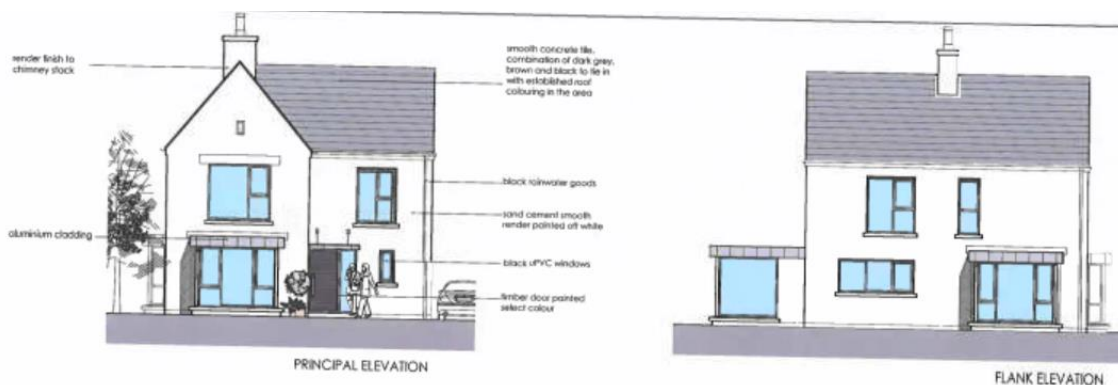 render finish to
chimney stack
smooth concrete tile,
combination of dark grey,
brown and black to tie in
with established roof
colouring in the area
black rainwater goods
sand cement smooth
render painted off white
aluminium cladding
black uPVC windows
timber door painted
select colour
PRINCIPAL ELEVATION
FLANK ELEVATION